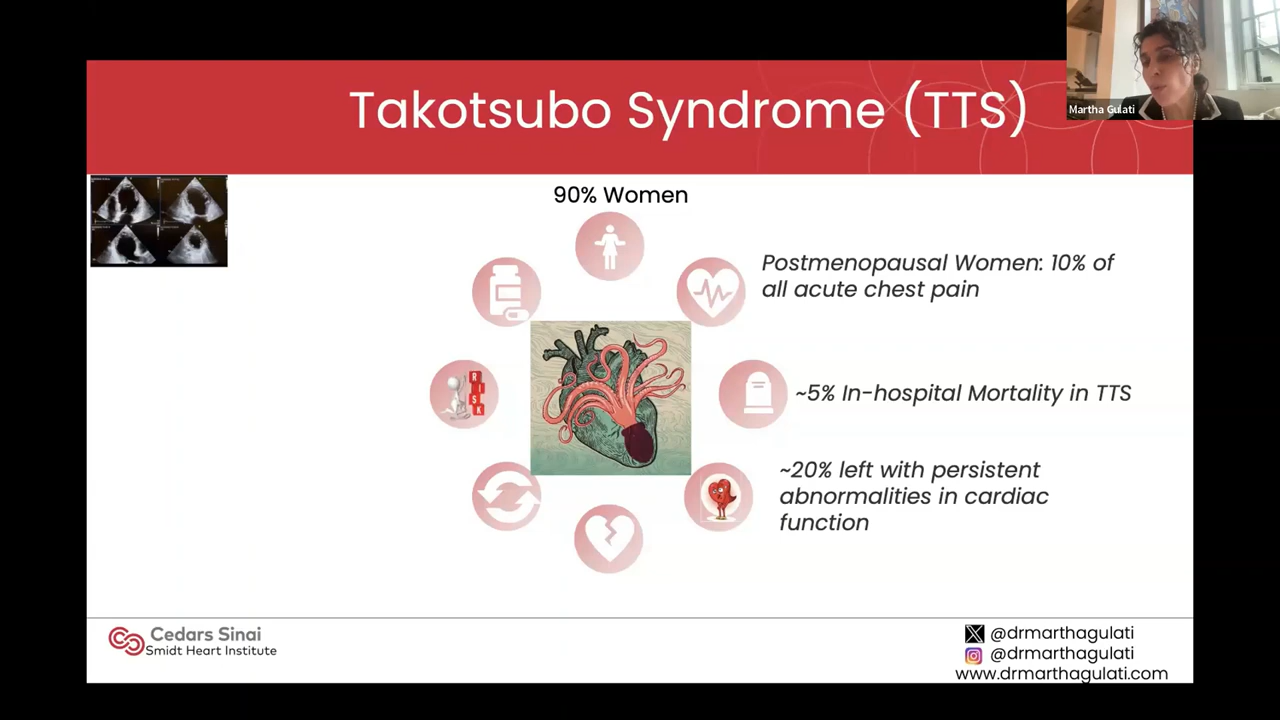 Takotsubo Syndrome (TTS)
Martha Gulati
90% Women
Postmenopausal Women: 10% of
all acute chest pain
R
I
S
K
~5% In-hospital Mortality in TTS
~20% left with persistent
abnormalities in cardiac
function
Cedars Sinai
Smidt Heart Institute
@drmarthagulati
@drmarthagulati
www.drmarthagulati.com